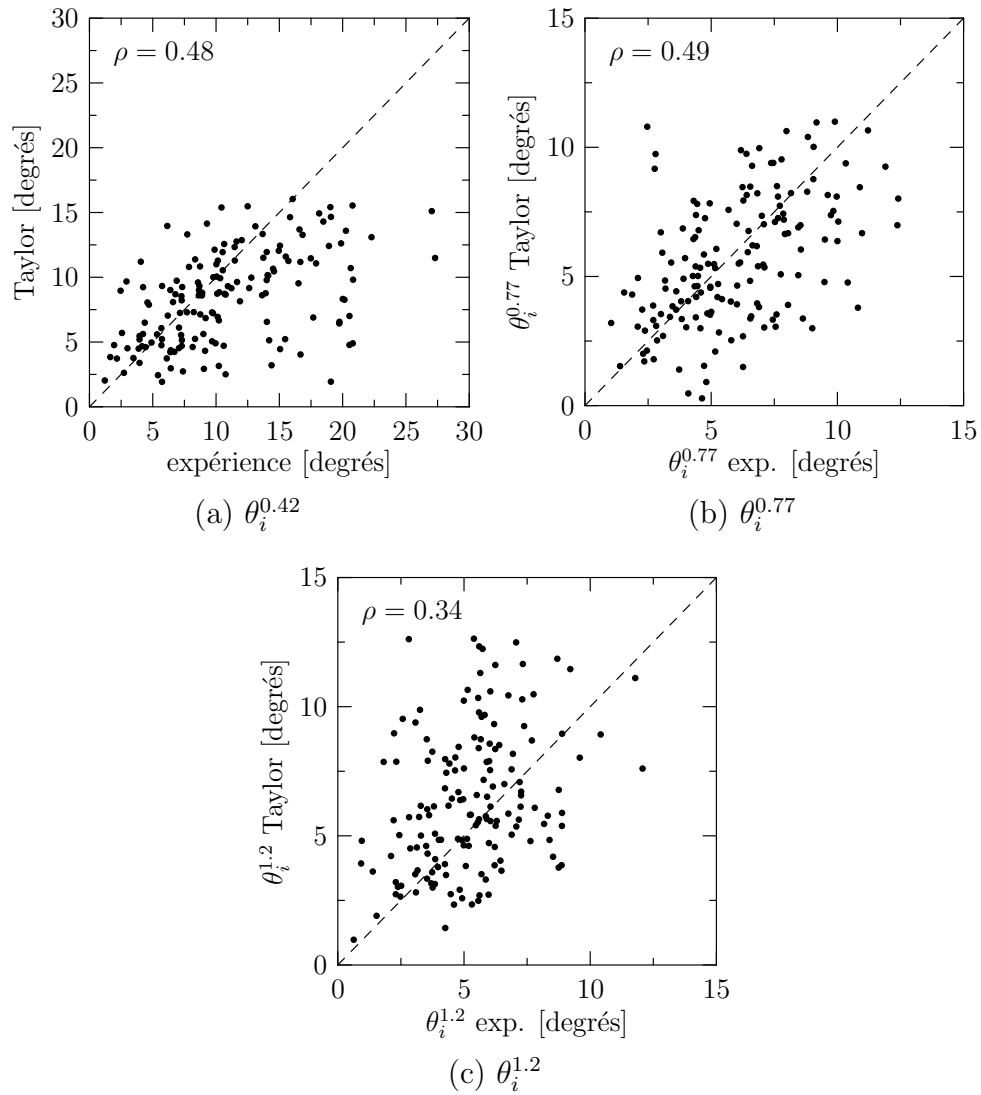 ρ = 0.48
Taylor [degrés]
30
25
20
15
10
5
0
0 5 10 15 20 25 30
expérience [degrés]
(a) θ_i^{0.42}
ρ = 0.49
θ_i^{0.77} Taylor [degrés]
15
10
5
0
0 5 10 15
θ_i^{0.77} exp. [degrés]
(b) θ_i^{0.77}
ρ = 0.34
θ_i^{1.2} Taylor [degrés]
15
10
5
0
0 5 10 15
θ_i^{1.2} exp. [degrés]
(c) θ_i^{1.2}